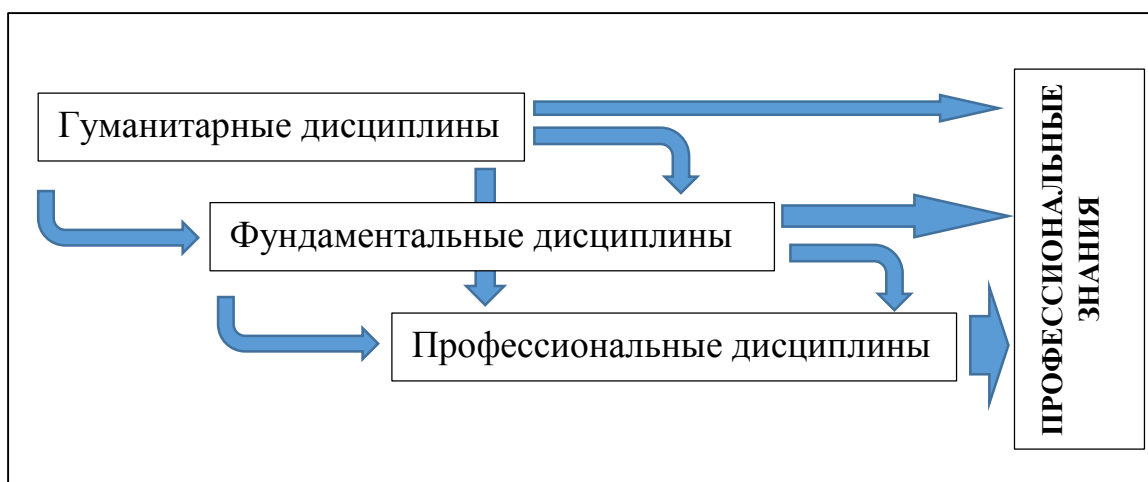 Гуманитарные дисциплины
Фундаментальные дисциплины
Профессиональные дисциплины
ПРОФЕССИОНАЛЬНЫЕ
ЗНАНИЯ